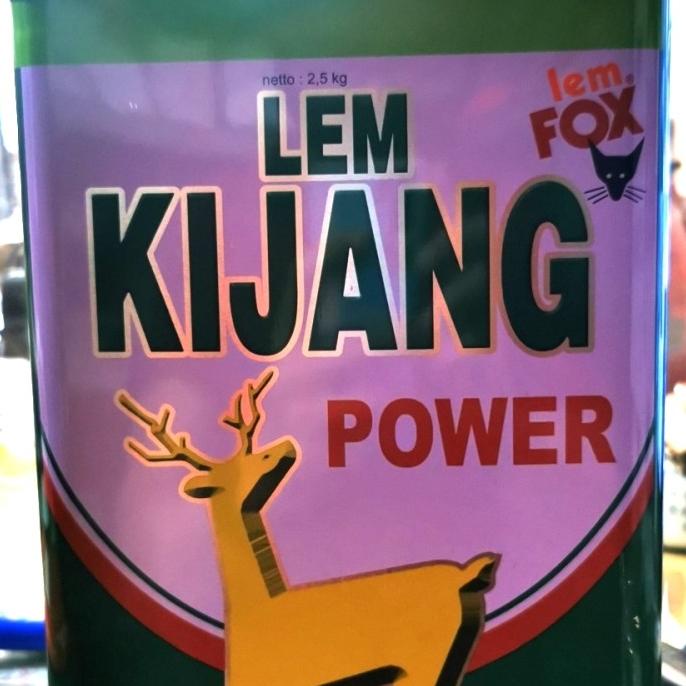 netto : 2,5 kg
lem
FOX®
LEM
KIJANG
POWER